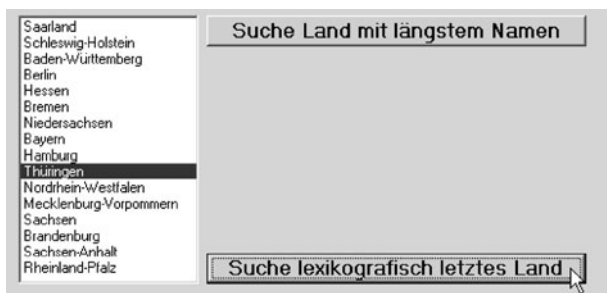 Saarland
Schleswig-Holstein
Baden-Württemberg
Berlin
Hessen
Bremen
Niedersachsen
Bayern
Hamburg
Thüringen
Nordrhein-Westfalen
Mecklenburg-Vorpommern
Sachsen
Brandenburg
Sachsen-Anhalt
Rheinland-Pfalz
Suche Land mit längstem Namen
Suche lexikografisch letztes Land